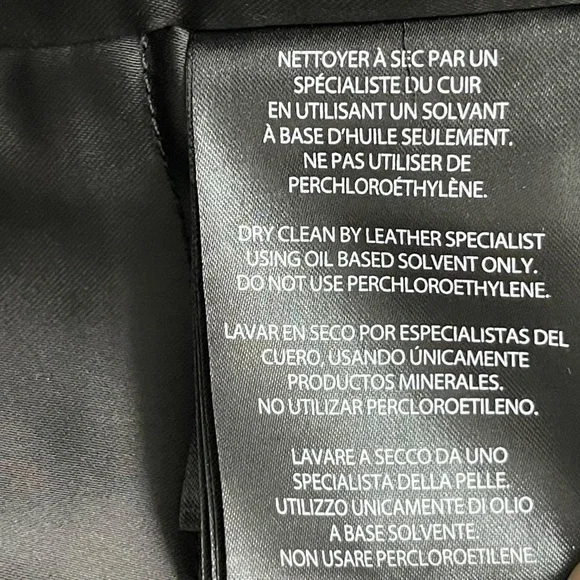 NETTOYER À SEC PAR UN
SPÉCIALISTE DU CUIR
EN UTILISANT UN SOLVANT
À BASE D'HUILE SEULEMENT.
NE PAS UTILISER DE
PERCHLOROÉTHYLÈNE.
DRY CLEAN BY LEATHER SPECIALIST
USING OIL BASED SOLVENT ONLY.
DO NOT USE PERCHLOROETHYLENE.
LAVAR EN SECO POR ESPECIALISTAS DEL
CUERO, USANDO ÚNICAMENTE
PRODUCTOS MINERALES.
NO UTILIZAR PERCLOROETILENO.
LAVARE A SECCO DA UNO
SPECIALISTA DELLA PELLE.
UTILIZZO UNICAMENTE DI OLIO
A BASE SOLVENTE.
NON USARE PERCLOROETILENE.